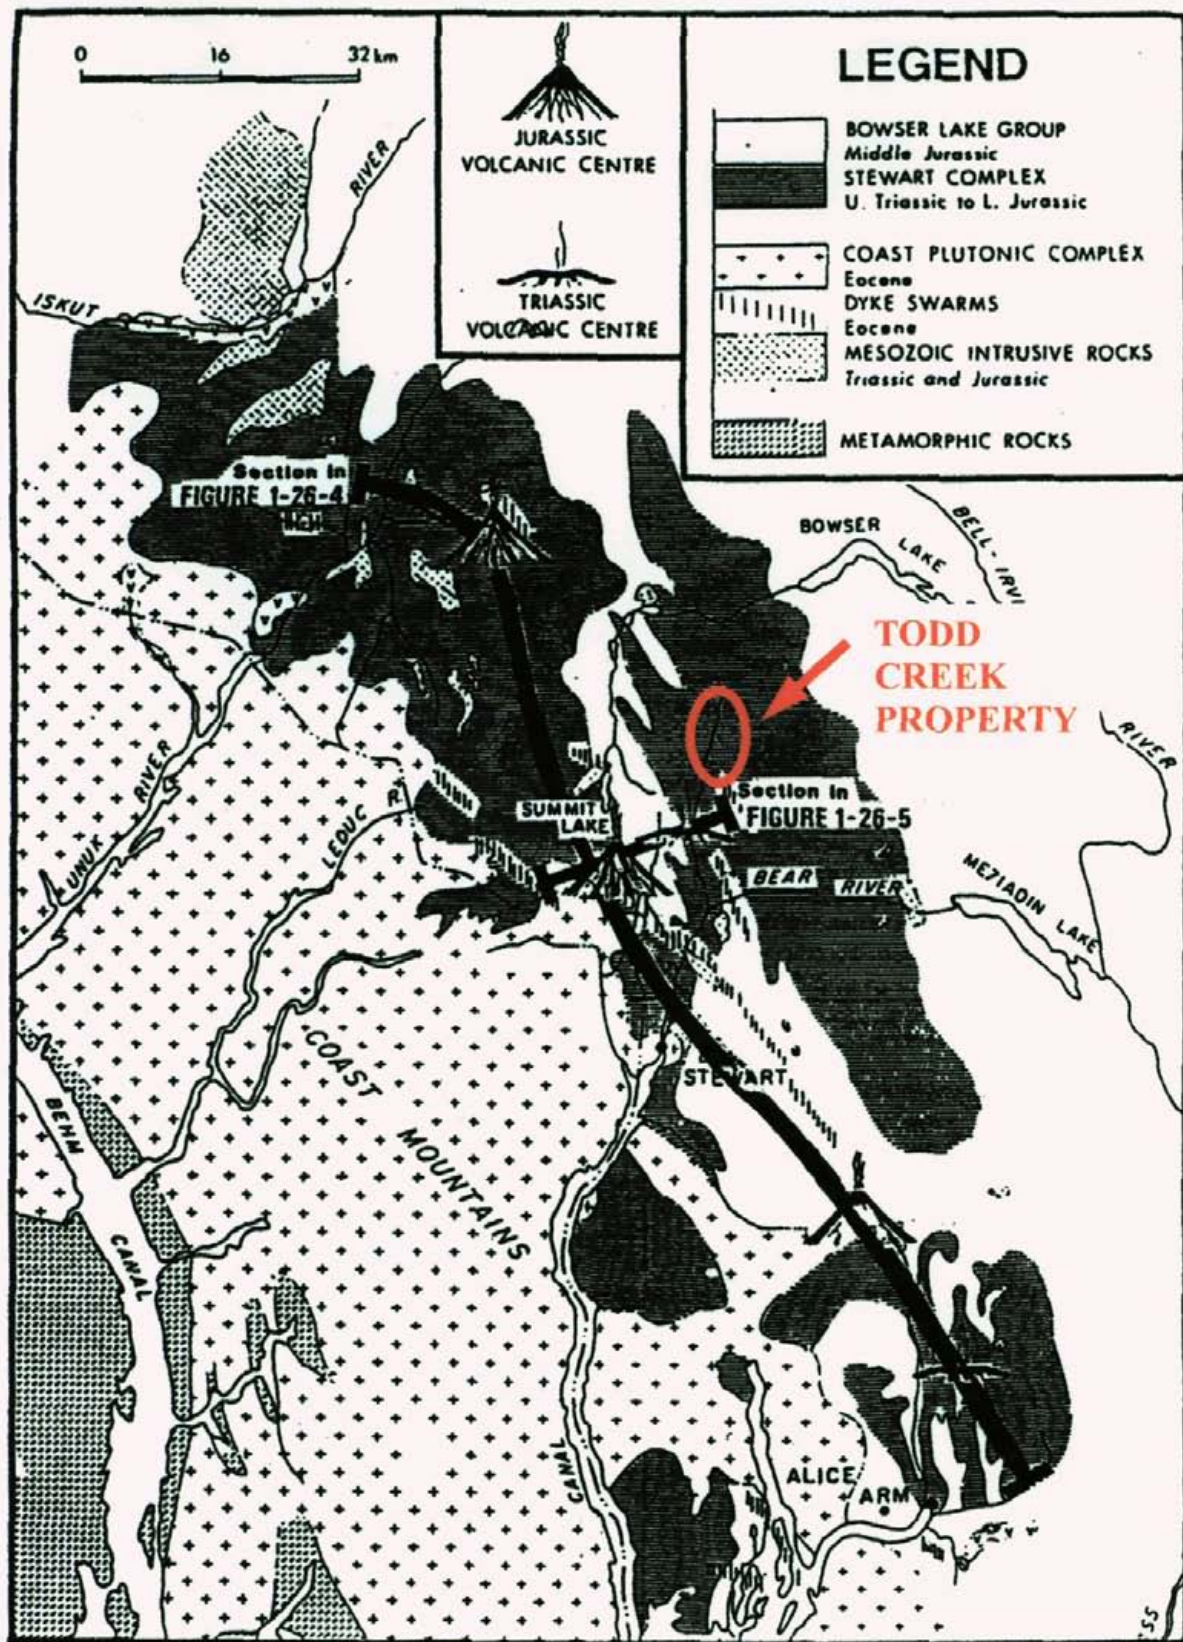 0 16 32 km
JURASSIC
VOLCANIC CENTRE
TRIASSIC
VOLCANIC CENTRE
LEGEND
BOWSER LAKE GROUP
Middle Jurassic
STEWART COMPLEX
U. Triassic to L. Jurassic
COAST PLUTONIC COMPLEX
Eocene
DYKE SWARMS
Eocene
MESOZOIC INTRUSIVE ROCKS
Triassic and Jurassic
METAMORPHIC ROCKS
ISKUT
RIVER
Section in
FIGURE 1-26-4
BOWSER
LAKE
BELL-IRVI
TODD
CREEK
PROPERTY
RIVER
UNUK RIVER
LEDUC R.
SUMMIT
LAKE
Section in
FIGURE 1-26-5
BEAR RIVER
MEZIADIN LAKE
COAST
MOUNTAINS
STEWART
BEHM
CANAL
CANAL
ALICE
ARM
SS